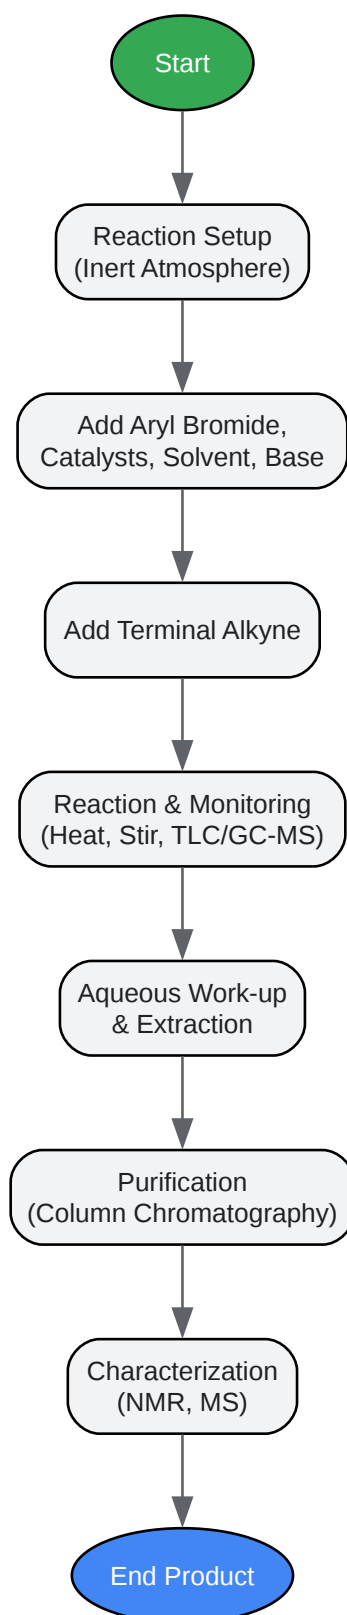 Start
Reaction Setup
(Inert Atmosphere)
Add Aryl Bromide,
Catalysts, Solvent, Base
Add Terminal Alkyne
Reaction & Monitoring
(Heat, Stir, TLC/GC-MS)
Aqueous Work-up
& Extraction
Purification
(Column Chromatography)
Characterization
(NMR, MS)
End Product